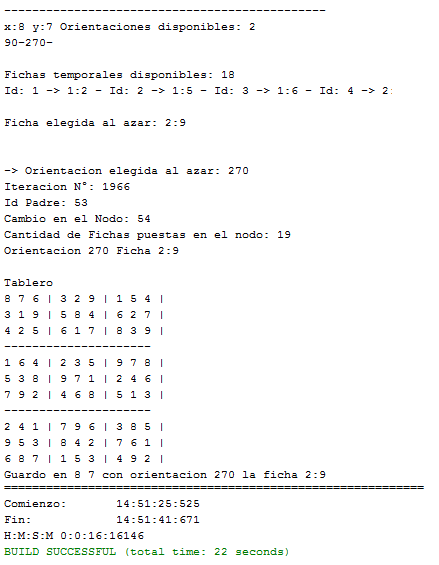 ----------------------------------------------
x:8 y:7 Orientaciones disponibles: 2
90-270-
Fichas temporales disponibles: 18
Id: 1 -> 1:2 - Id: 2 -> 1:5 - Id: 3 -> 1:6 - Id: 4 -> 2:
Ficha elegida al azar: 2:9
-> Orientacion elegida al azar: 270
Iteracion N°: 1966
Id Padre: 53
Cambio en el Nodo: 54
Cantidad de Fichas puestas en el nodo: 19
Orientacion 270 Ficha 2:9
Tablero
8 7 6 | 3 2 9 | 1 5 4 |
3 1 9 | 5 8 4 | 6 2 7 |
4 2 5 | 6 1 7 | 8 3 9 |
---------------------
1 6 4 | 2 3 5 | 9 7 8 |
5 3 8 | 9 7 1 | 2 4 6 |
7 9 2 | 4 6 8 | 5 1 3 |
---------------------
2 4 1 | 7 9 6 | 3 8 5 |
9 5 3 | 8 4 2 | 7 6 1 |
6 8 7 | 1 5 3 | 4 9 2 |
Guardo en 8 7 con orientacion 270 la ficha 2:9
============================================================
Comienzo: 14:51:25:525
Fin: 14:51:41:671
H:M:S:M 0:0:16:16146
BUILD SUCCESSFUL (total time: 22 seconds)